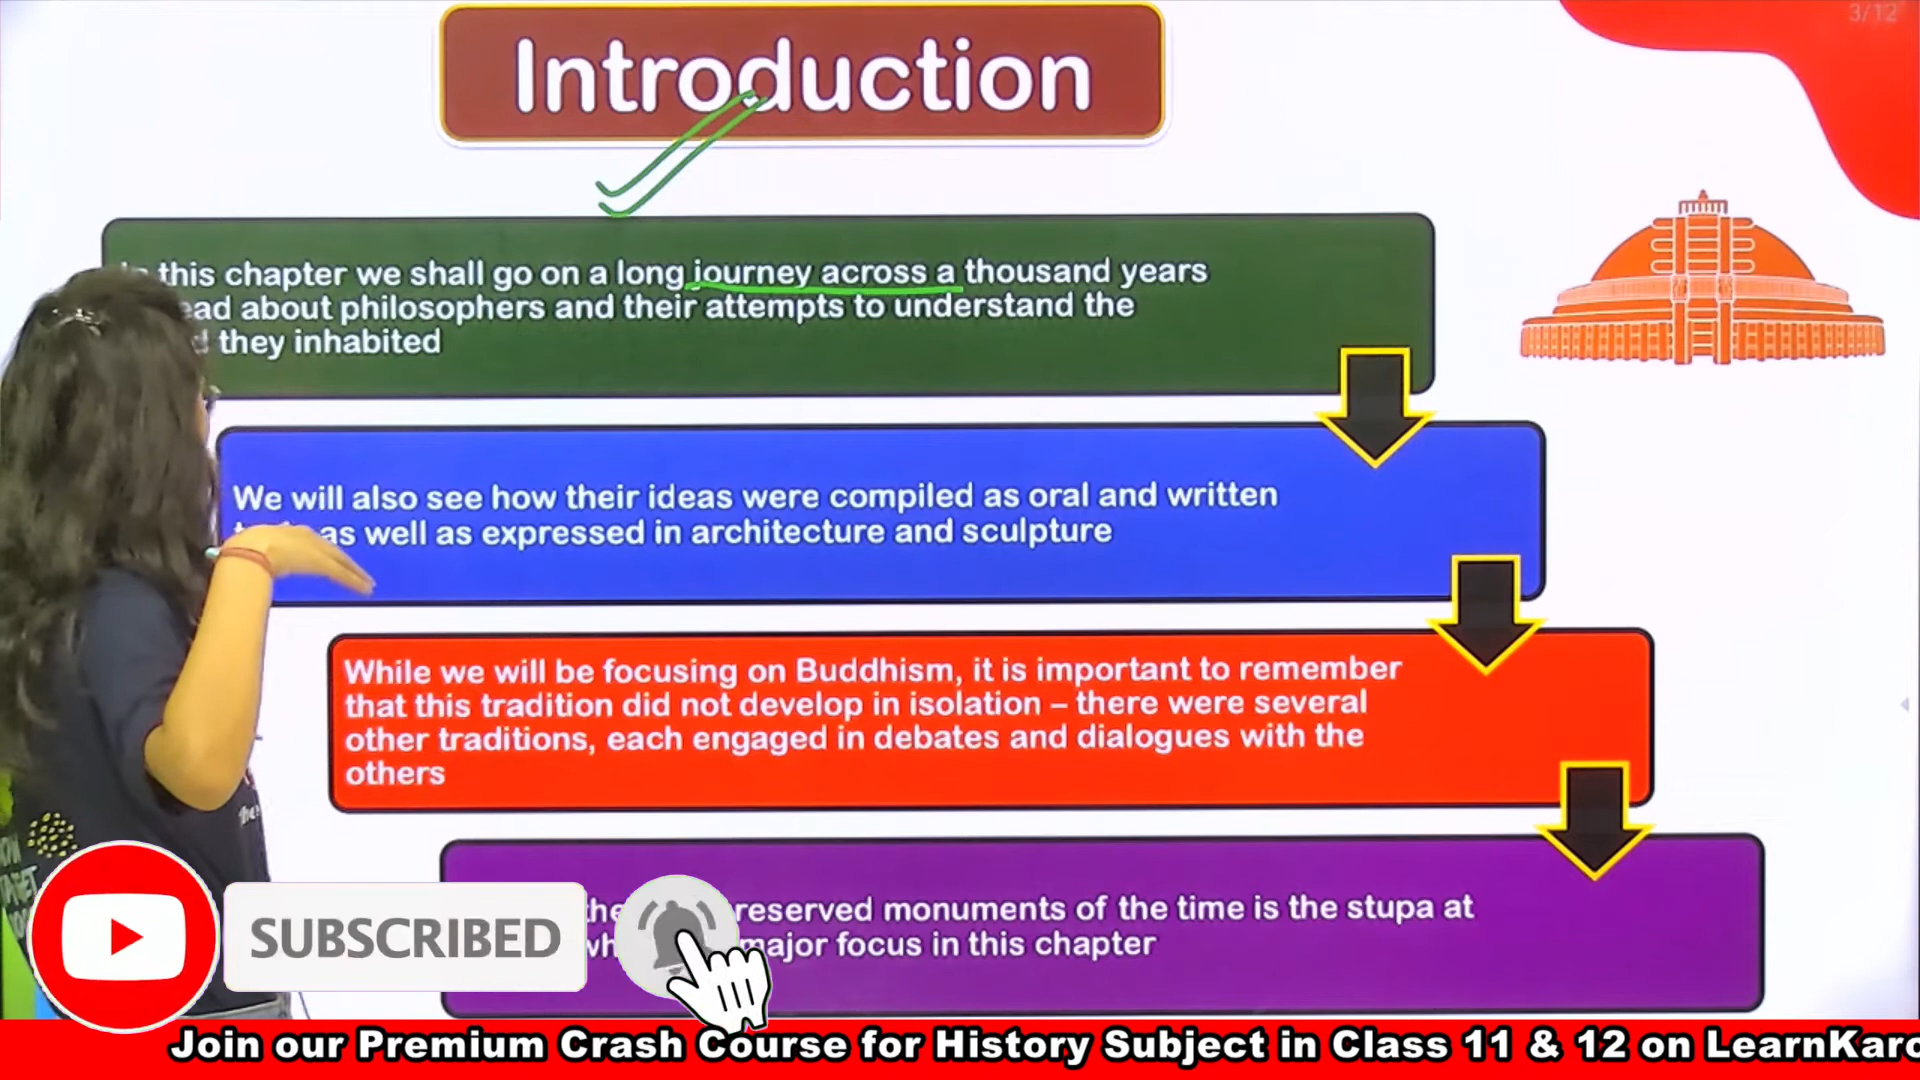 3/12
Introduction
this chapter we shall go on a long journey across a thousand years
about philosophers and their attempts to understand the
they inhabited
We will also see how their ideas were compiled as oral and written
as well as expressed in architecture and sculpture
While we will be focusing on Buddhism, it is important to remember
that this tradition did not develop in isolation – there were several
other traditions, each engaged in debates and dialogues with the
others
monuments of the time is the stupa at
major focus in this chapter
SUBSCRIBED
Join our Premium Crash Course for History Subject in Class 11 & 12 on LearnKaro